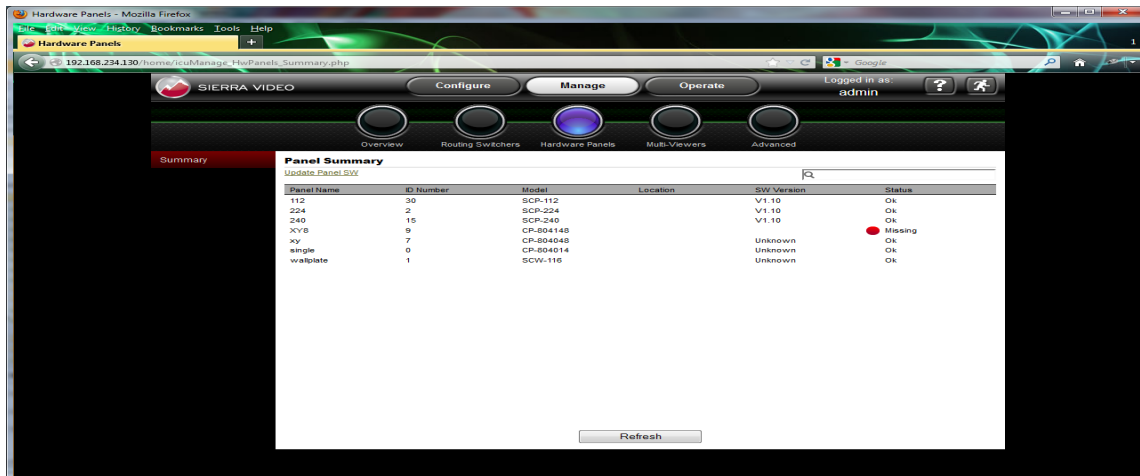 Hardware Panels - Mozilla Firefox
File Edit View History Bookmarks Tools Help
Hardware Panels +
1
192.168.234.130/home/icuManage_HwPanels_Summary.php
Google
SIERRA VIDEO
Configure Manage Operate
Logged in as:
admin
?
Overview Routing Switchers Hardware Panels Multi-Viewers Advanced
Summary
Panel Summary
Update Panel SW
Panel Name ID Number Model Location SW Version Status
112 30 SCP-112 V1.10 Ok
224 2 SCP-224 V1.10 Ok
240 15 SCP-240 V1.10 Ok
XY8 9 CP-804148 Missing
xy 7 CP-804048 Unknown Ok
single 0 CP-804014 Unknown Ok
wallplate 1 SCW-116 Unknown Ok
Refresh